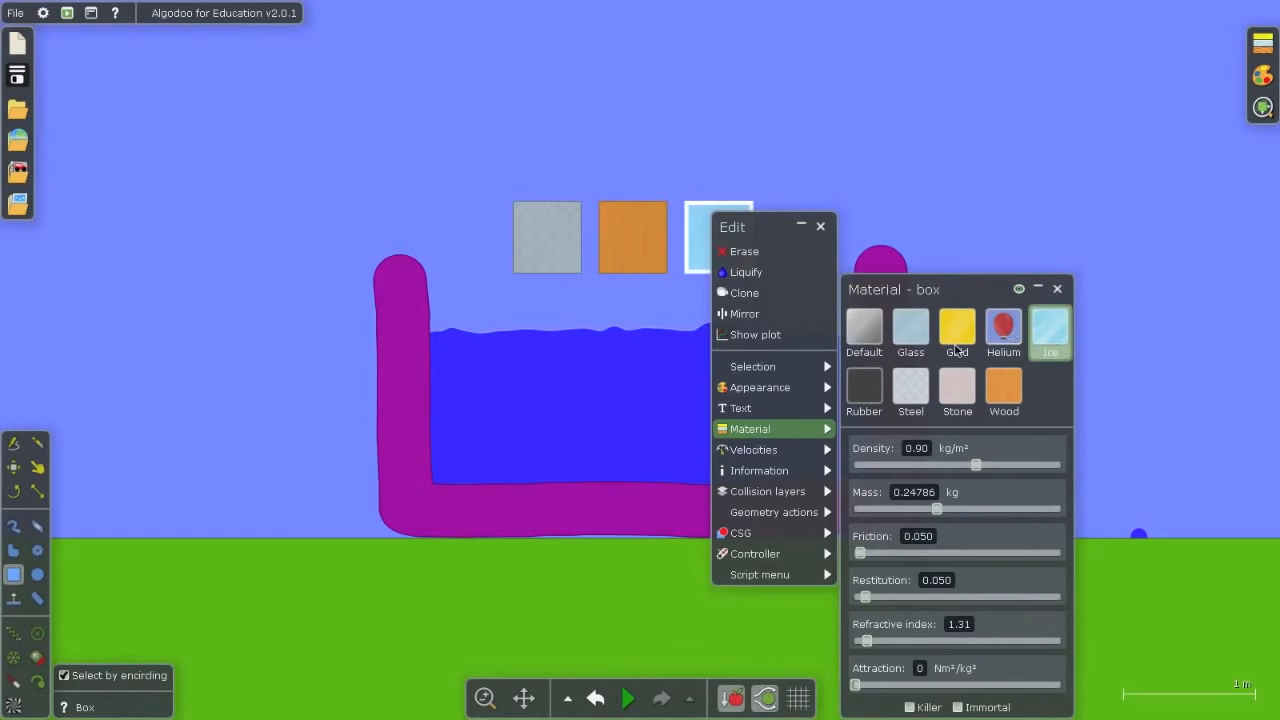 File ? Algodoo for Education v2.0.1
Edit
Erase
Liquify
Clone
Mirror
Show plot
Selection
Appearance
Text
Material
Velocities
Information
Collision layers
Geometry actions
CSG
Controller
Script menu
Material - box
Default Glass Gold Helium Ice
Rubber Steel Stone Wood
Density: 0.90 kg/m²
Mass: 0.24786 kg
Friction: 0.050
Restitution: 0.050
Refractive index: 1.31
Attraction: 0 Nm²/kg²
Killer Immortal
Select by encircling
? Box
1 m